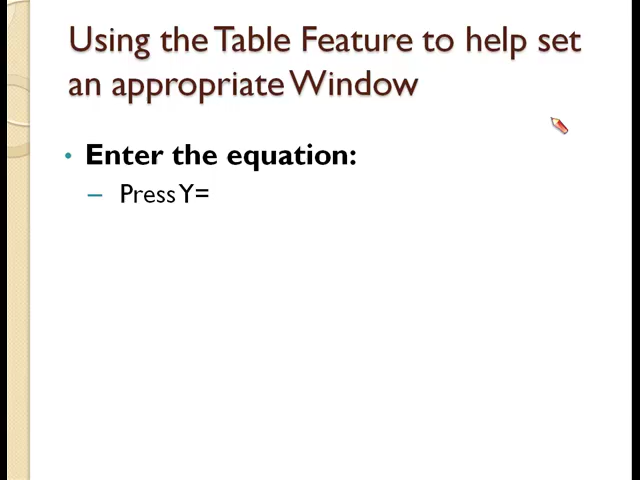 Using the Table Feature to help set
an appropriate Window
• Enter the equation:
– Press Y=